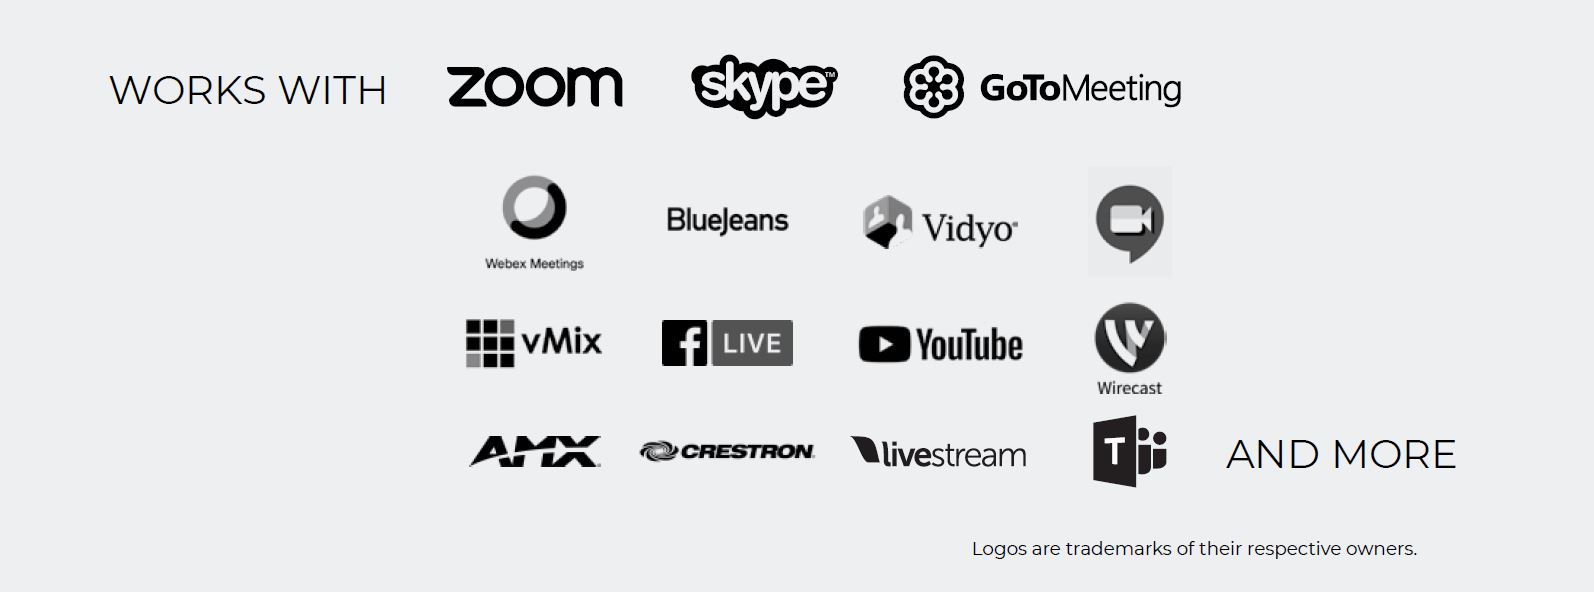 WORKS WITH zoom skype™ GoToMeeting
Webex Meetings BlueJeans Vidyo®
vMix f LIVE YouTube Wirecast
AMX CRESTRON livestream T AND MORE
Logos are trademarks of their respective owners.